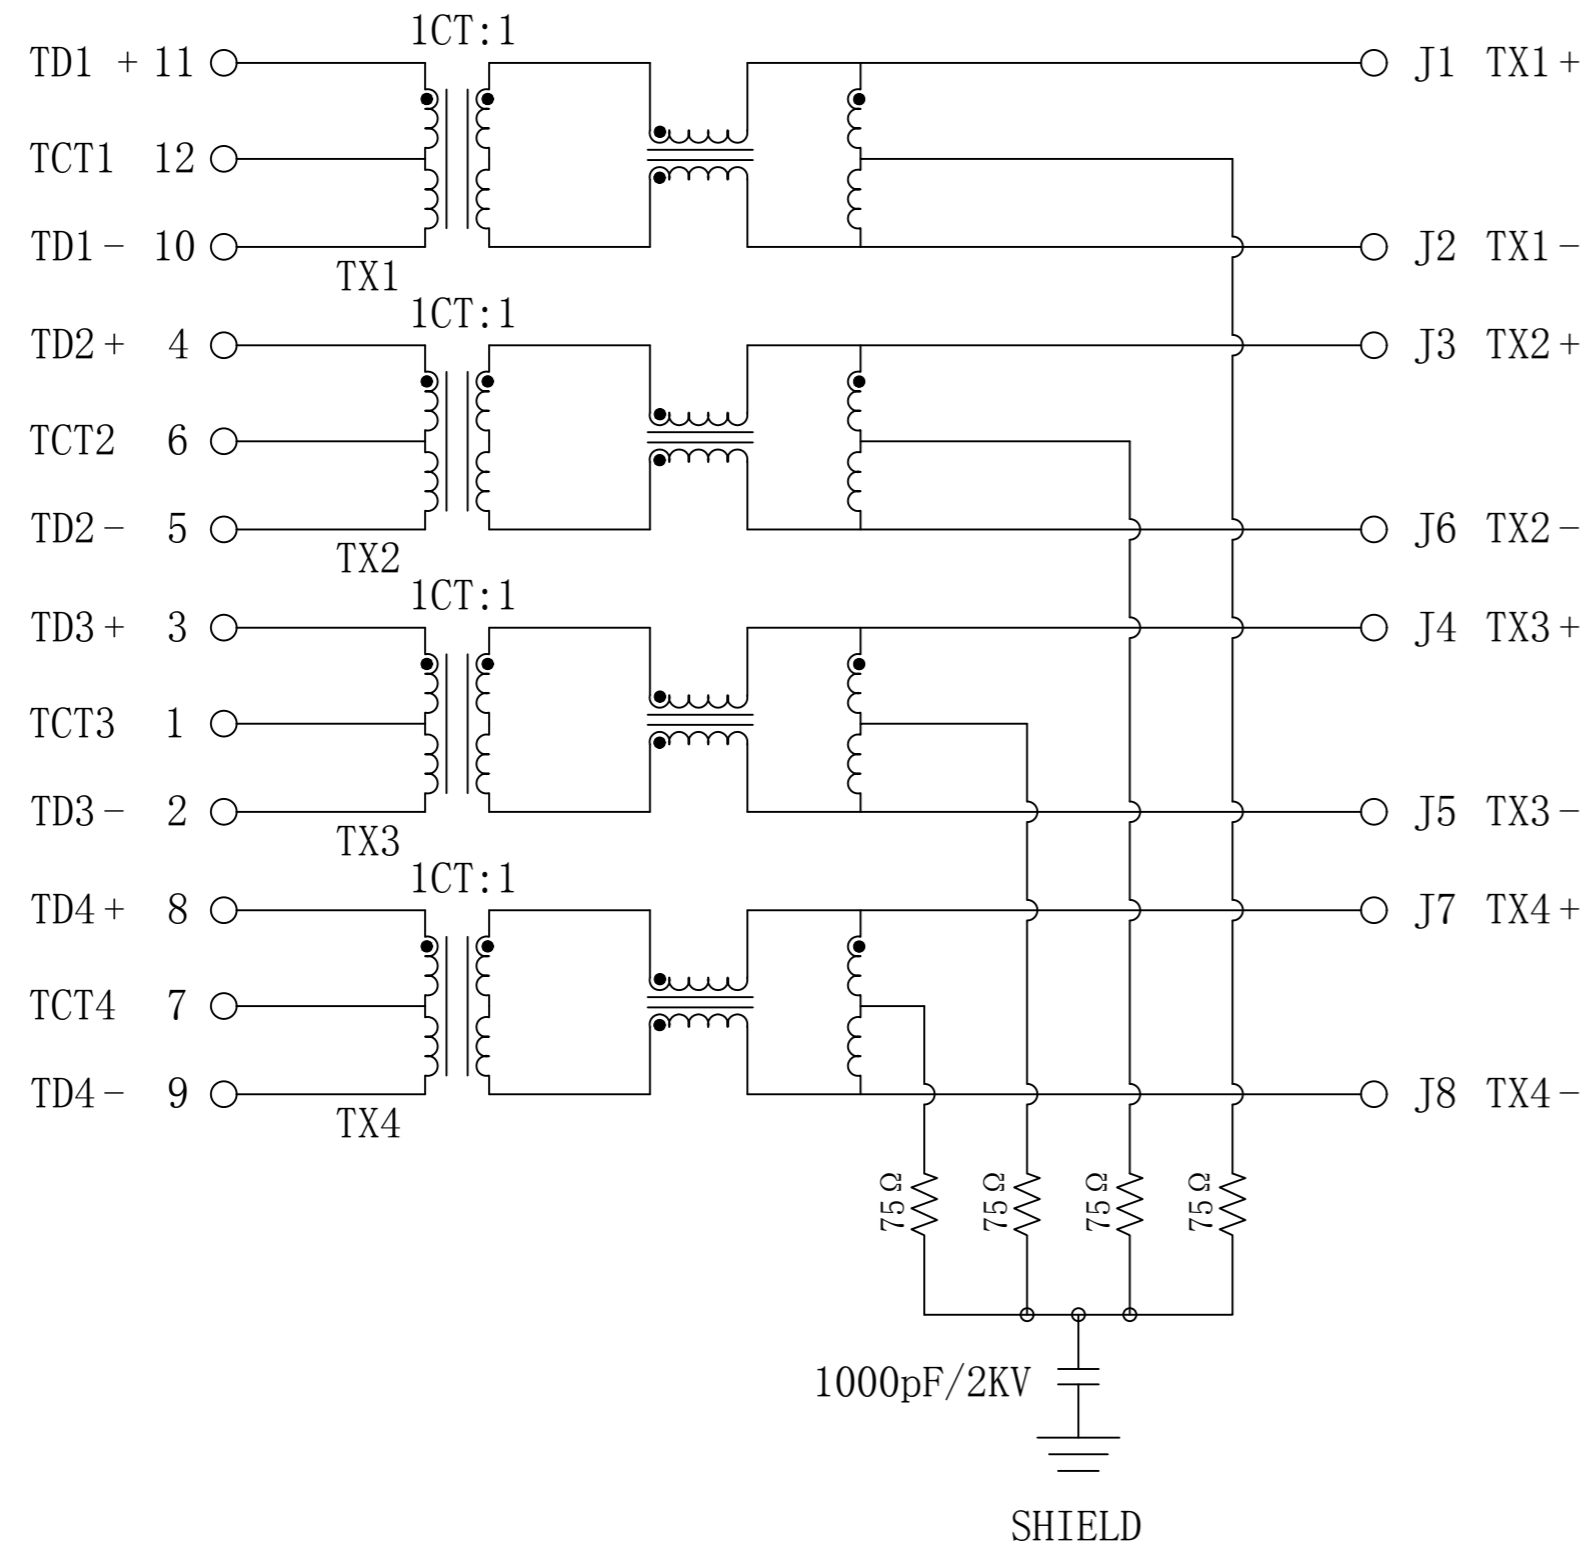 1CT:1
TD1 + 11 J1 TX1+
TCT1 12
TD1- 10 J2 TX1-
TX1
1CT:1
TD2+ 4 J3 TX2+
TCT2 6
TD2- 5 J6 TX2-
TX2
1CT:1
TD3+ 3 J4 TX3+
TCT3 1
TD3- 2 J5 TX3-
TX3
1CT:1
TD4+ 8 J7 TX4+
TCT4 7
TD4- 9 J8 TX4-
TX4
75Ω 75Ω 75Ω 75Ω
1000pF/2KV
SHIELD